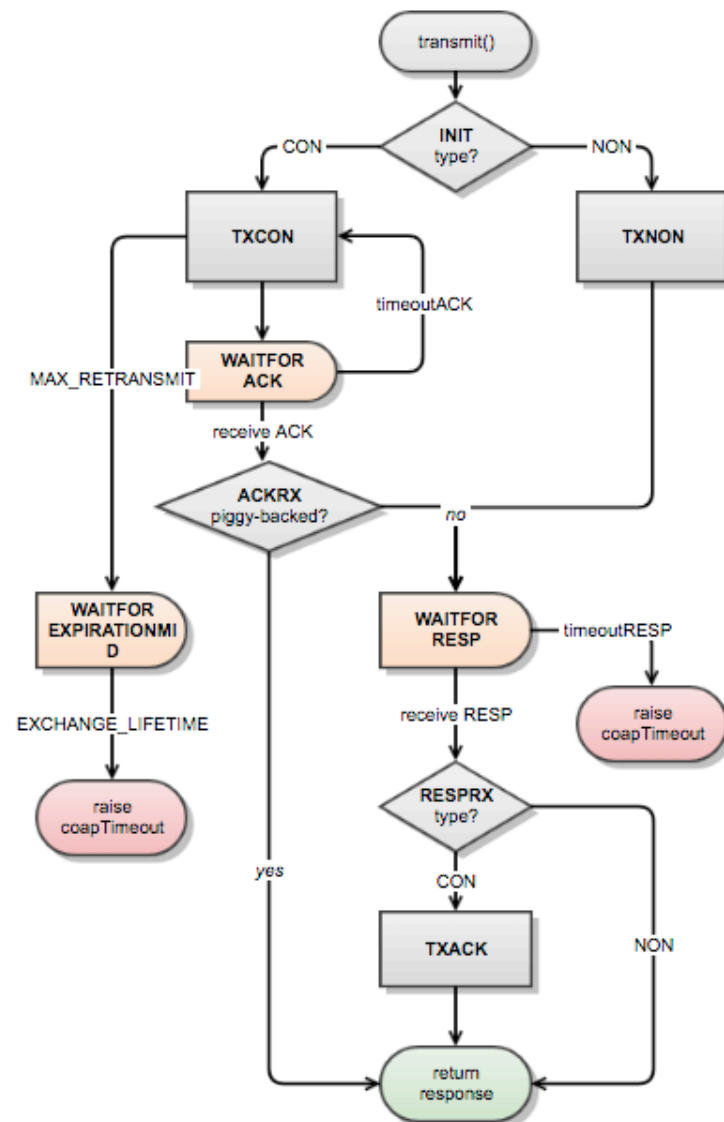 transmit()
INIT
type?
CON
NON
TXCON
TXNON
timeoutACK
WAITFOR
ACK
MAX_RETRANSMIT
receive ACK
ACKRX
piggy-backed?
no
WAITFOR
EXPIRATIONMI
D
WAITFOR
RESP
timeoutRESP
EXCHANGE_LIFETIME
receive RESP
raise
coapTimeout
raise
coapTimeout
RESPRX
type?
yes
CON
NON
TXACK
return
response